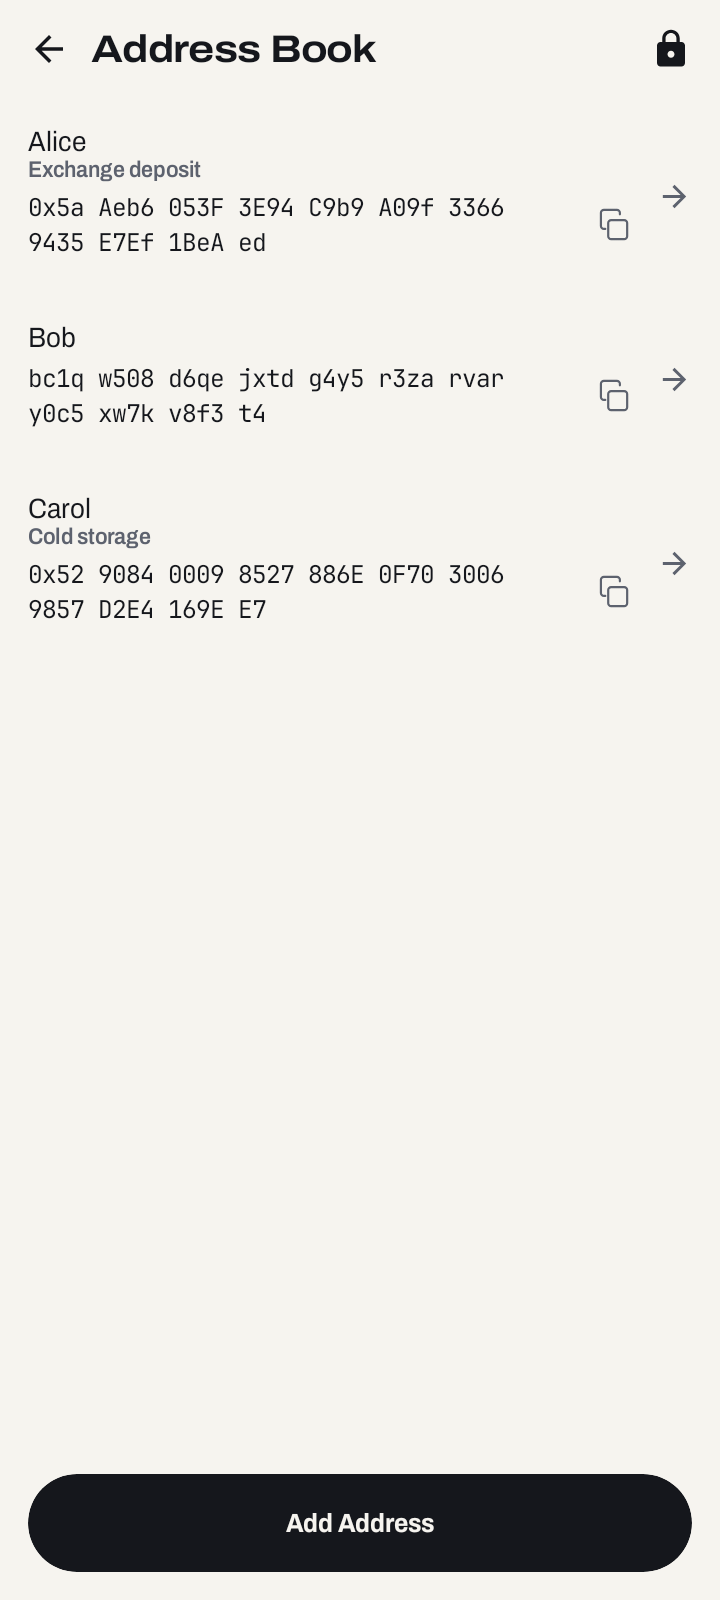 Address Book
Alice
Exchange deposit
0x5a Aeb6 053F 3E94 C9b9 A09f 3366
9435 E7Ef 1BeA ed
Bob
bc1q w508 d6qe jxtd g4y5 r3za rvar
y0c5 xw7k v8f3 t4
Carol
Cold storage
0x52 9084 0009 8527 886E 0F70 3006
9857 D2E4 169E E7
Add Address